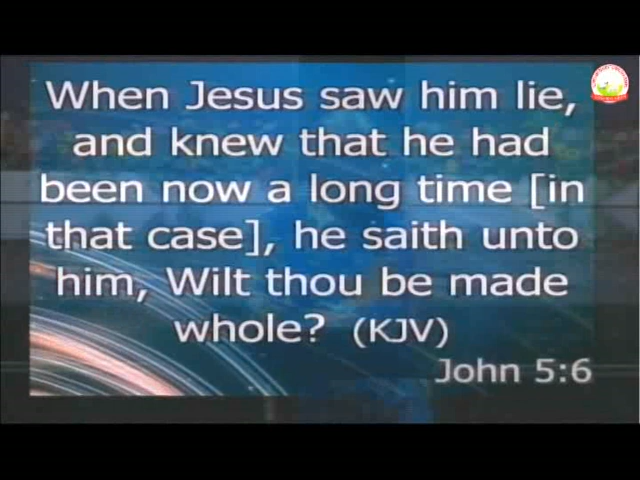 When Jesus saw him lie,
and knew that he had
been now a long time [in
that case], he saith unto
him, Wilt thou be made
whole? (KJV)
John 5:6